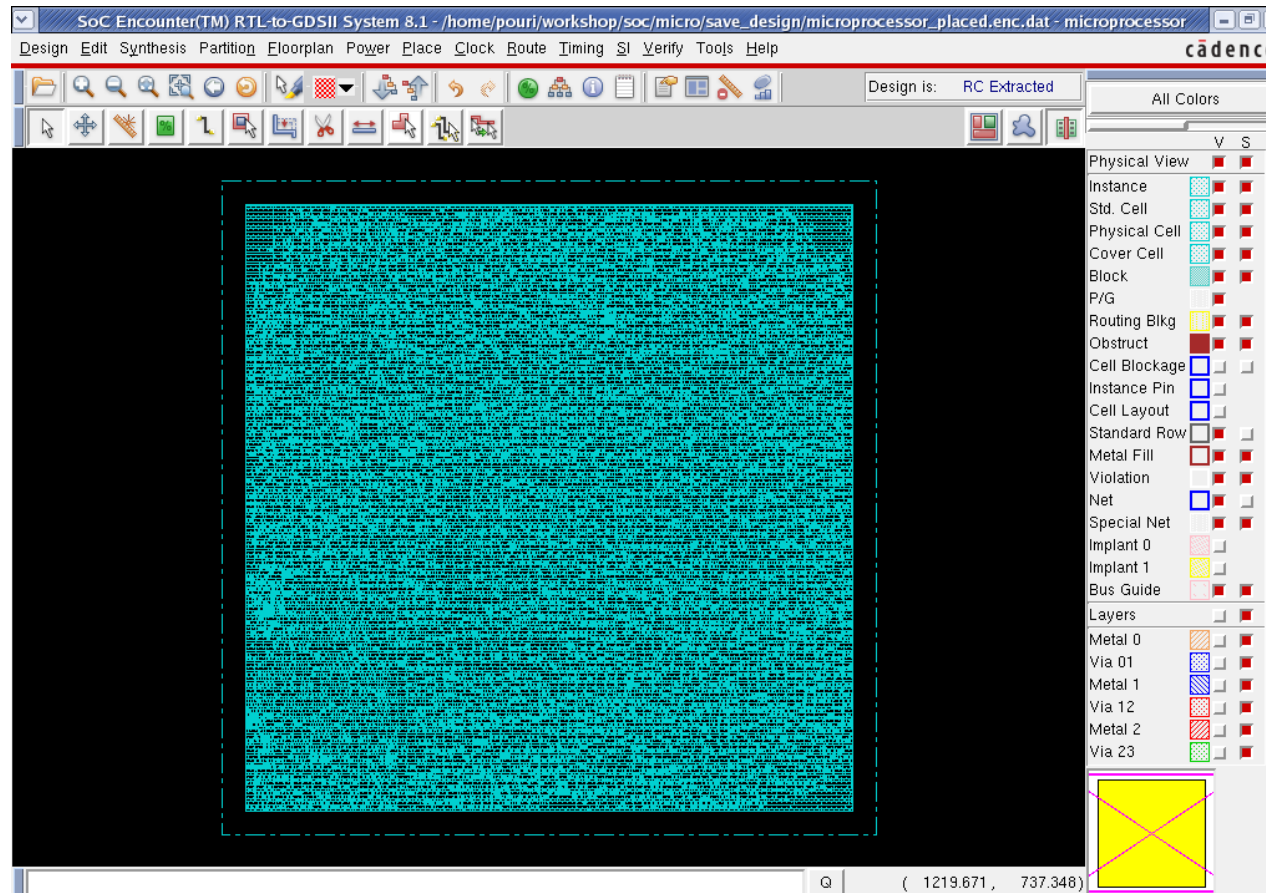 SoC Encounter(TM) RTL-to-GDSII System 8.1 - /home/pouri/workshop/soc/micro/save_design/microprocessor_placed.enc.dat - microprocessor
Design Edit Synthesis Partition Floorplan Power Place Clock Route Timing SI Verify Tools Help
cādence
Design is: RC Extracted
All Colors
V S
Physical View
Instance
Std. Cell
Physical Cell
Cover Cell
Block
P/G
Routing Blkg
Obstruct
Cell Blockage
Instance Pin
Cell Layout
Standard Row
Metal Fill
Violation
Net
Special Net
Implant 0
Implant 1
Bus Guide
Layers
Metal 0
Via 01
Metal 1
Via 12
Metal 2
Via 23
Q ( 1219.671 , 737.348)